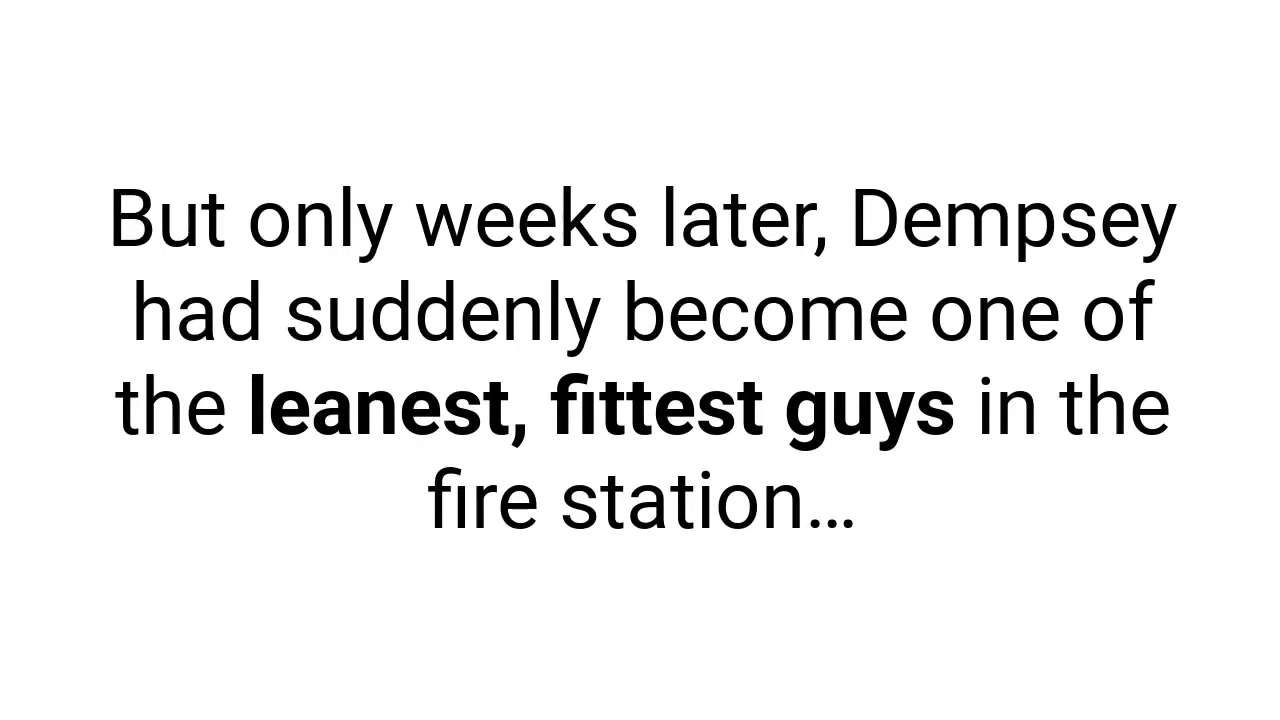 But only weeks later, Dempsey
had suddenly become one of
the leanest, fittest guys in the
fire station…